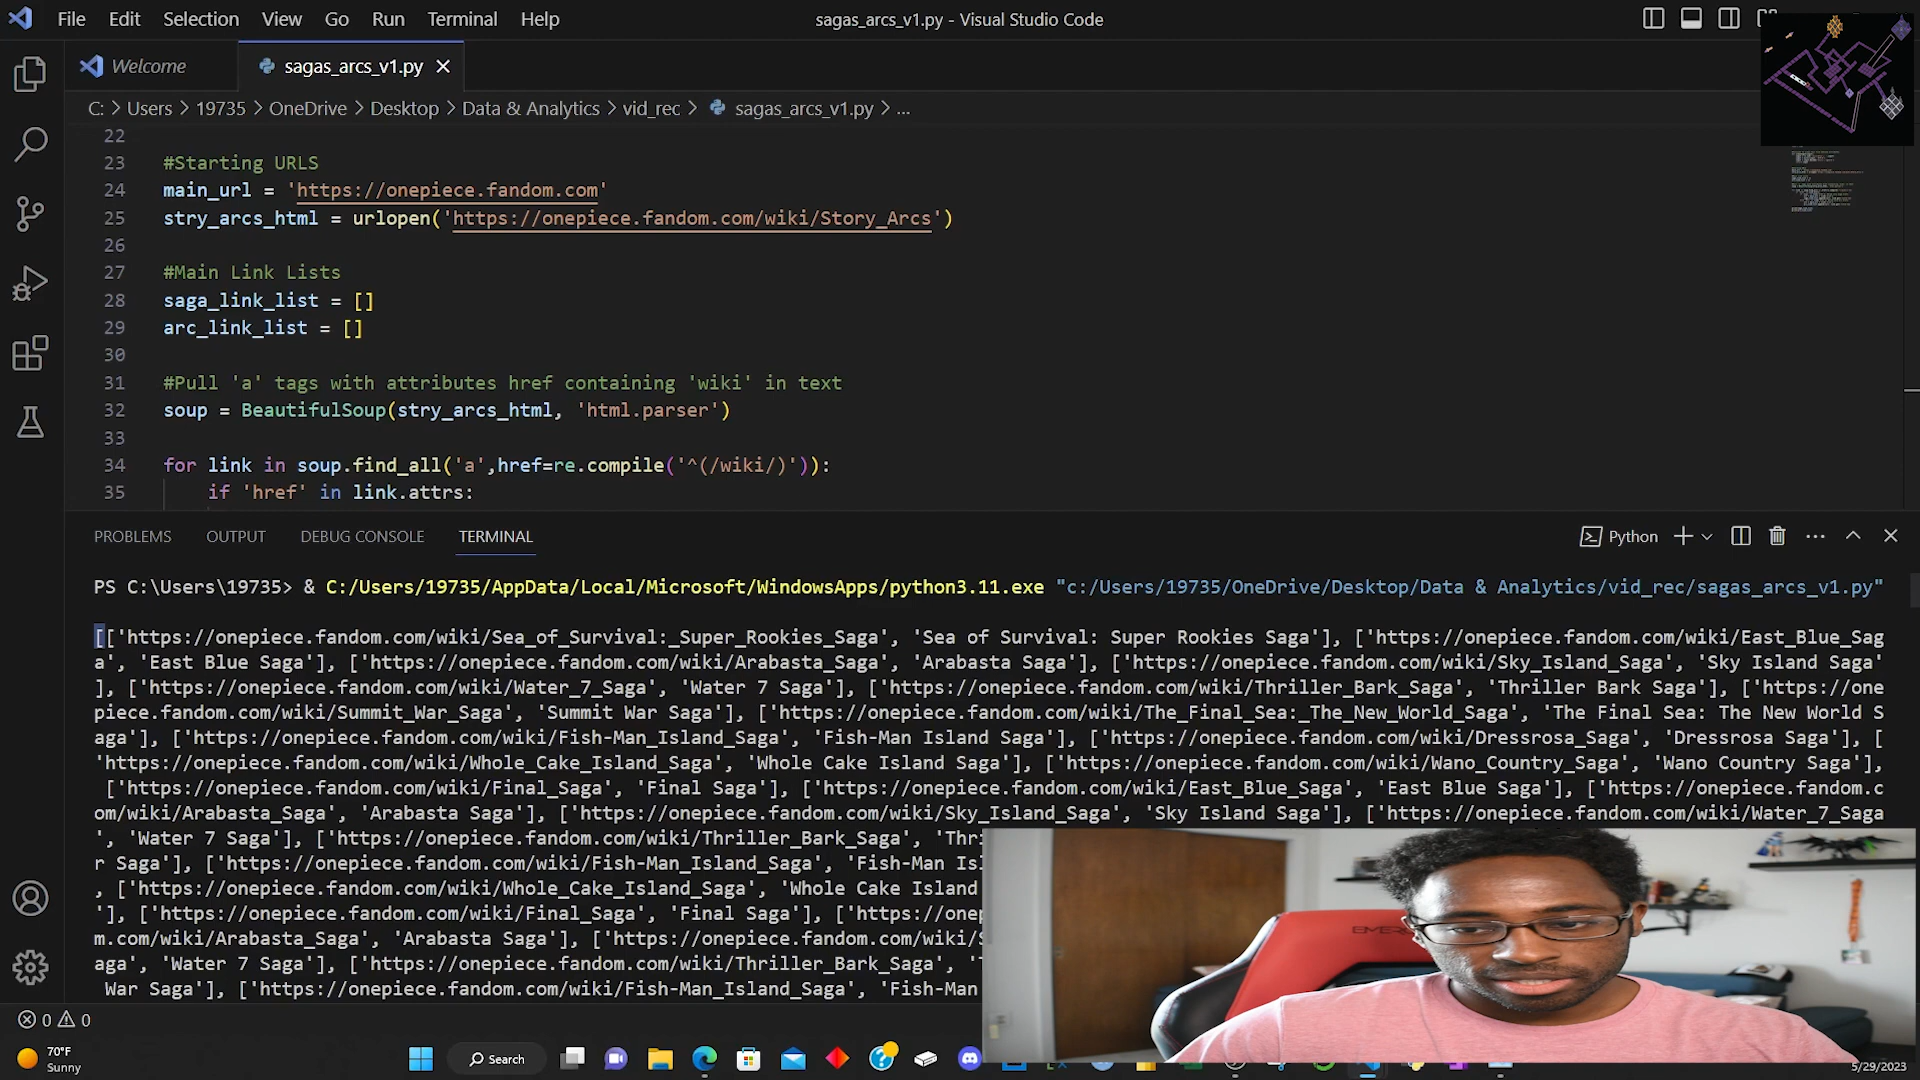 File Edit Selection View Go Run Terminal Help
sagas_arcs_v1.py - Visual Studio Code
Welcome
sagas_arcs_v1.py
C: > Users > 19735 > OneDrive > Desktop > Data & Analytics > vid_rec > sagas_arcs_v1.py > ...
22
23 #Starting URLS
24 main_url = 'https://onepiece.fandom.com'
25 stry_arcs_html = urlopen('https://onepiece.fandom.com/wiki/Story_Arcs')
26
27 #Main Link Lists
28 saga_link_list = []
29 arc_link_list = []
30
31 #Pull 'a' tags with attributes href containing 'wiki' in text
32 soup = BeautifulSoup(stry_arcs_html, 'html.parser')
33
34 for link in soup.find_all('a',href=re.compile('^(/wiki/)')):
35 if 'href' in link.attrs:
PROBLEMS OUTPUT DEBUG CONSOLE TERMINAL
Python
PS C:\Users\19735> & C:/Users/19735/AppData/Local/Microsoft/WindowsApps/python3.11.exe "c:/Users/19735/OneDrive/Desktop/Data & Analytics/vid_rec/sagas_arcs_v1.py"
[['https://onepiece.fandom.com/wiki/Sea_of_Survival:_Super_Rookies_Saga', 'Sea of Survival: Super Rookies Saga'], ['https://onepiece.fandom.com/wiki/East_Blue_Sag
a', 'East Blue Saga'], ['https://onepiece.fandom.com/wiki/Arabasta_Saga', 'Arabasta Saga'], ['https://onepiece.fandom.com/wiki/Sky_Island_Saga', 'Sky Island Saga'
], ['https://onepiece.fandom.com/wiki/Water_7_Saga', 'Water 7 Saga'], ['https://onepiece.fandom.com/wiki/Thriller_Bark_Saga', 'Thriller Bark Saga'], ['https://one
piece.fandom.com/wiki/Summit_War_Saga', 'Summit War Saga'], ['https://onepiece.fandom.com/wiki/The_Final_Sea:_The_New_World_Saga', 'The Final Sea: The New World S
aga'], ['https://onepiece.fandom.com/wiki/Fish-Man_Island_Saga', 'Fish-Man Island Saga'], ['https://onepiece.fandom.com/wiki/Dressrosa_Saga', 'Dressrosa Saga'], [
'https://onepiece.fandom.com/wiki/Whole_Cake_Island_Saga', 'Whole Cake Island Saga'], ['https://onepiece.fandom.com/wiki/Wano_Country_Saga', 'Wano Country Saga'],
['https://onepiece.fandom.com/wiki/Final_Saga', 'Final Saga'], ['https://onepiece.fandom.com/wiki/East_Blue_Saga', 'East Blue Saga'], ['https://onepiece.fandom.c
om/wiki/Arabasta_Saga', 'Arabasta Saga'], ['https://onepiece.fandom.com/wiki/Sky_Island_Saga', 'Sky Island Saga'], ['https://onepiece.fandom.com/wiki/Water_7_Saga
', 'Water 7 Saga'], ['https://onepiece.fandom.com/wiki/Thriller_Bark_Saga', 'Thri
r Saga'], ['https://onepiece.fandom.com/wiki/Fish-Man_Island_Saga', 'Fish-Man Isl
, ['https://onepiece.fandom.com/wiki/Whole_Cake_Island_Saga', 'Whole Cake Island
'], ['https://onepiece.fandom.com/wiki/Final_Saga', 'Final Saga'], ['https://onep
m.com/wiki/Arabasta_Saga', 'Arabasta Saga'], ['https://onepiece.fandom.com/wiki/S
aga', 'Water 7 Saga'], ['https://onepiece.fandom.com/wiki/Thriller_Bark_Saga', '
War Saga'], ['https://onepiece.fandom.com/wiki/Fish-Man_Island_Saga', 'Fish-Man
0 0
70°F
Sunny
Search
5/29/2023